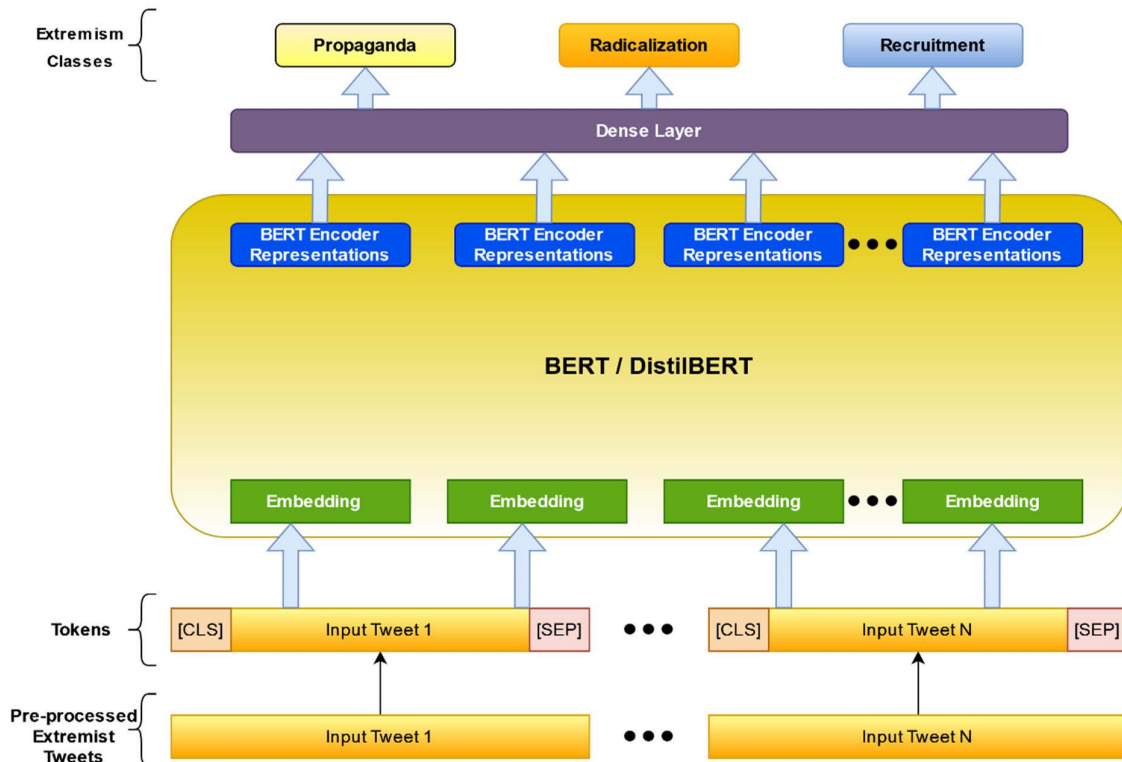 Extremism
Classes
Propaganda
Radicalization
Recruitment
Dense Layer
BERT Encoder
Representations
BERT Encoder
Representations
BERT Encoder
Representations
BERT Encoder
Representations
BERT / DistilBERT
Embedding
Embedding
Embedding
Embedding
Tokens
[CLS]
Input Tweet 1
[SEP]
[CLS]
Input Tweet N
[SEP]
Pre-processed
Extremist
Tweets
Input Tweet 1
Input Tweet N